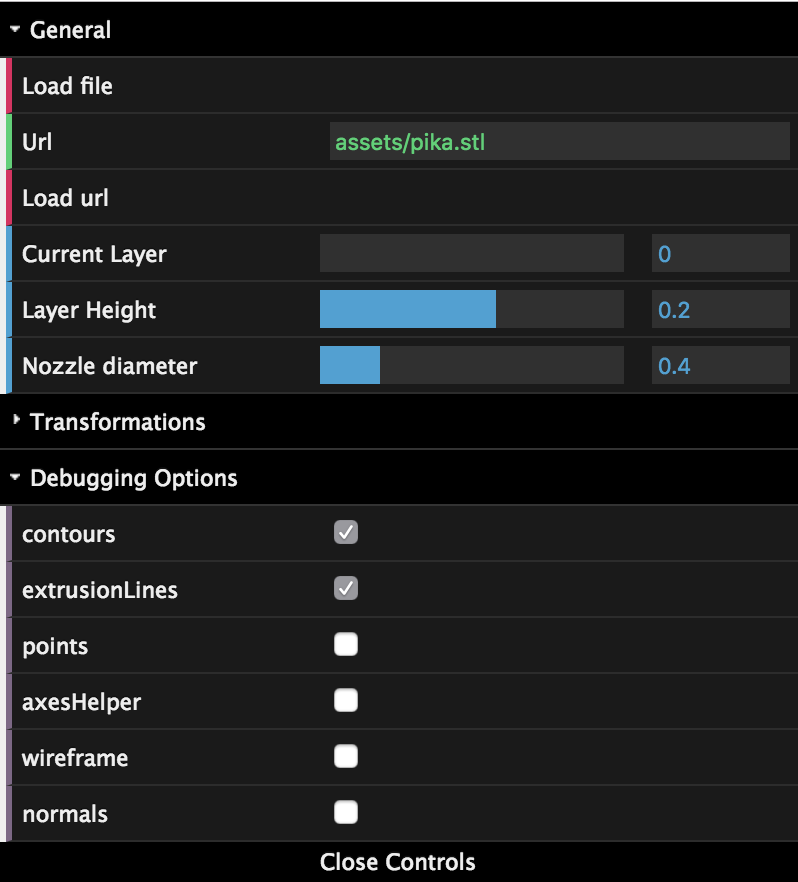 General
Load file
Url assets/pika.stl
Load url
Current Layer 0
Layer Height 0.2
Nozzle diameter 0.4
Transformations
Debugging Options
contours
extrusionLines
points
axesHelper
wireframe
normals
Close Controls